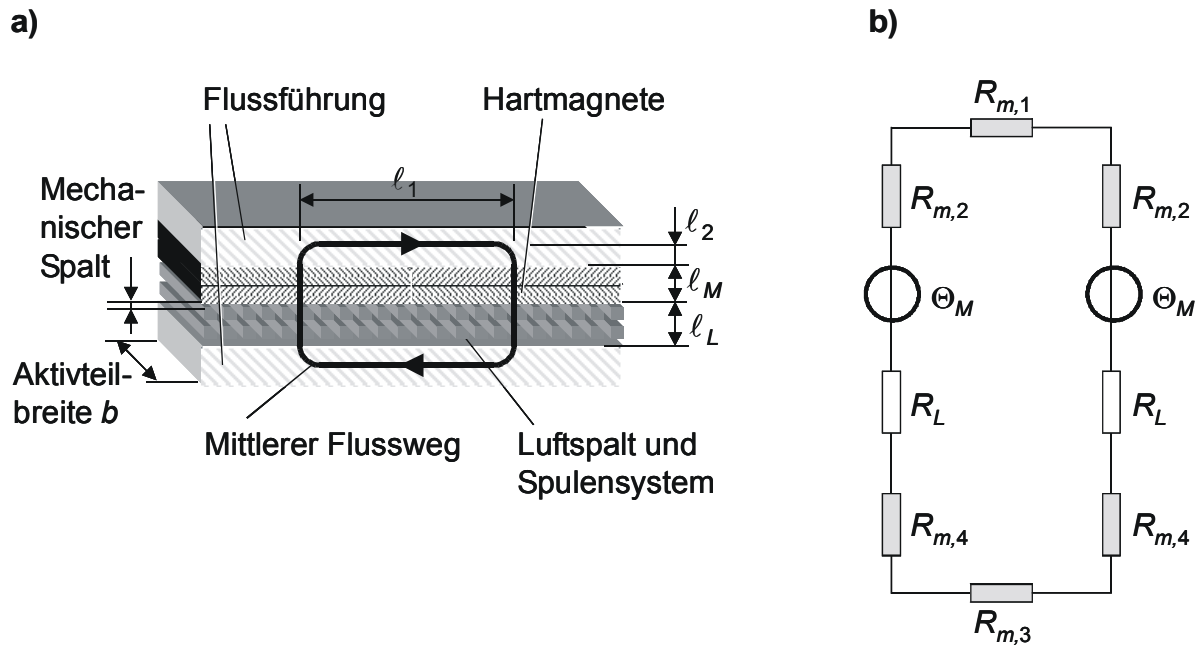 a)
Flussführung
Hartmagnete
Mecha-
nischer
Spalt
ℓ1
ℓ2
ℓM
ℓL
Aktivteil-
breite b
Mittlerer Flussweg
Luftspalt und
Spulensystem
b)
Rm,1
Rm,2
Rm,2
ΘM
ΘM
RL
RL
Rm,4
Rm,4
Rm,3